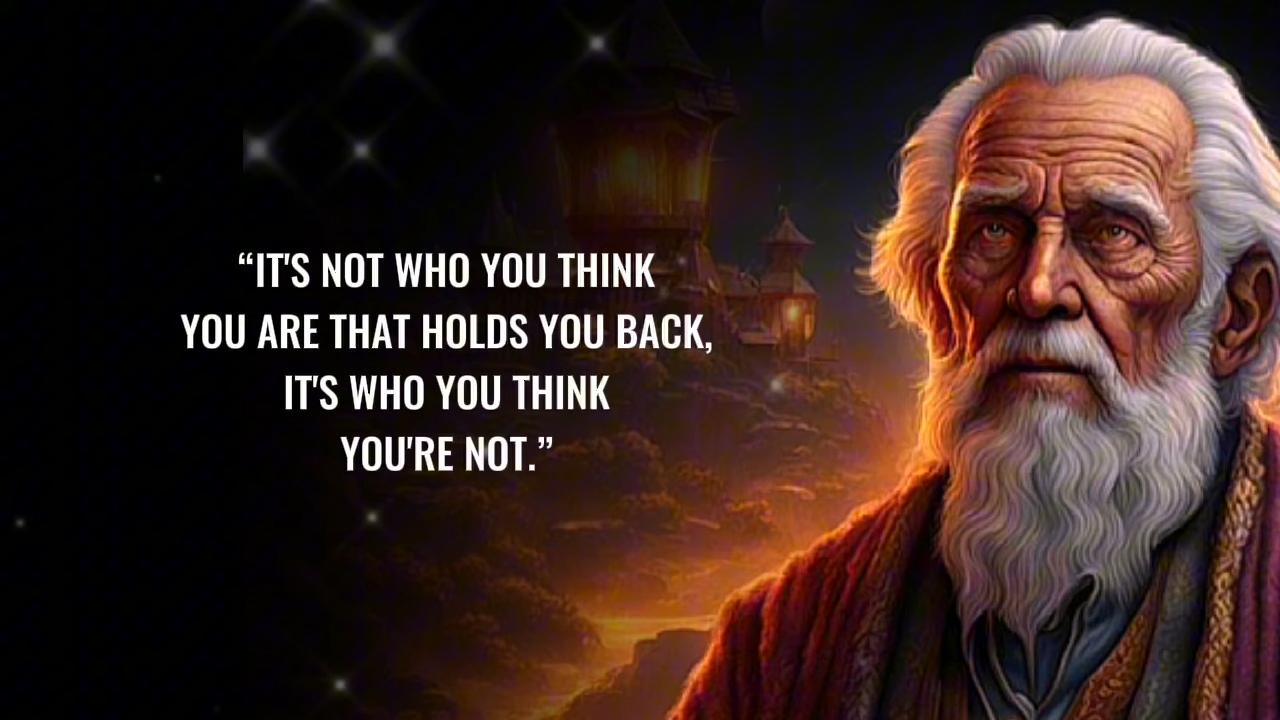 “IT'S NOT WHO YOU THINK
YOU ARE THAT HOLDS YOU BACK,
IT'S WHO YOU THINK
YOU'RE NOT.”